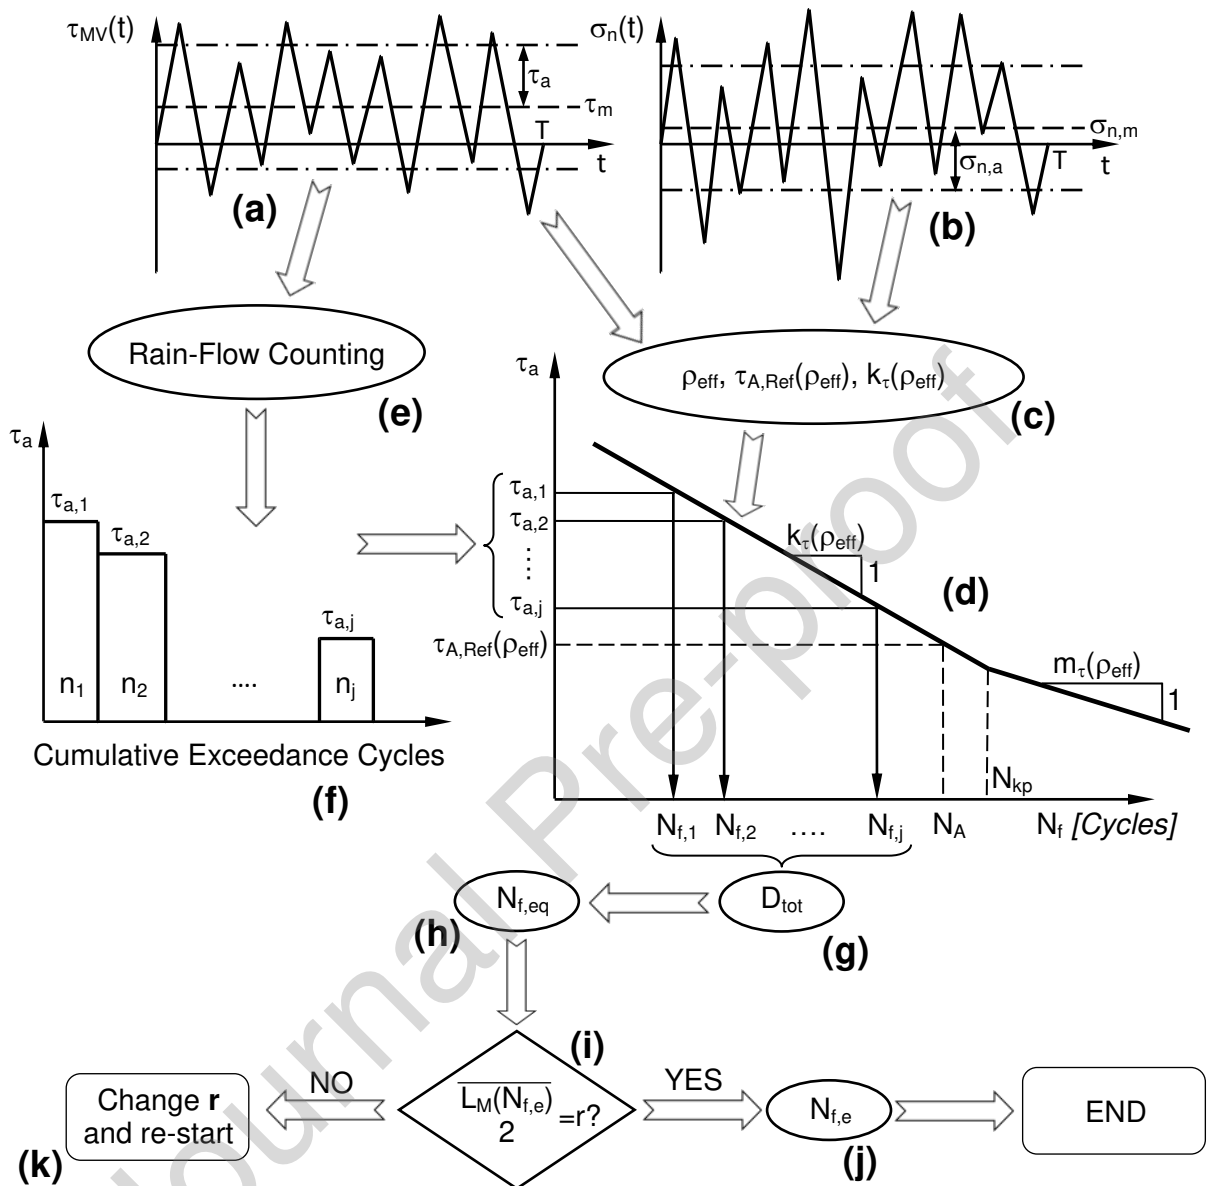 τMV(t)
τa
τm
T
t
(a)
σn(t)
σn,m
σn,a
T
t
(b)
Rain-Flow Counting
(e)
ρeff, τA,Ref(ρeff), kτ(ρeff)
(c)
τa
τa,1
τa,2
τa,j
n1
n2
....
nj
Cumulative Exceedance Cycles
(f)
τa
τa,1
τa,2
.....
τa,j
τA,Ref(ρeff)
kτ(ρeff)
1
(d)
mτ(ρeff)
1
Nkp
Nf,1
Nf,2
....
Nf,j
NA
Nf [Cycles]
Dtot
(g)
Nf,eq
(h)
(i)
LM(Nf,e)
2
=r?
NO
YES
Change r
and re-start
(k)
Nf,e
(j)
END
Journal Pre-proof